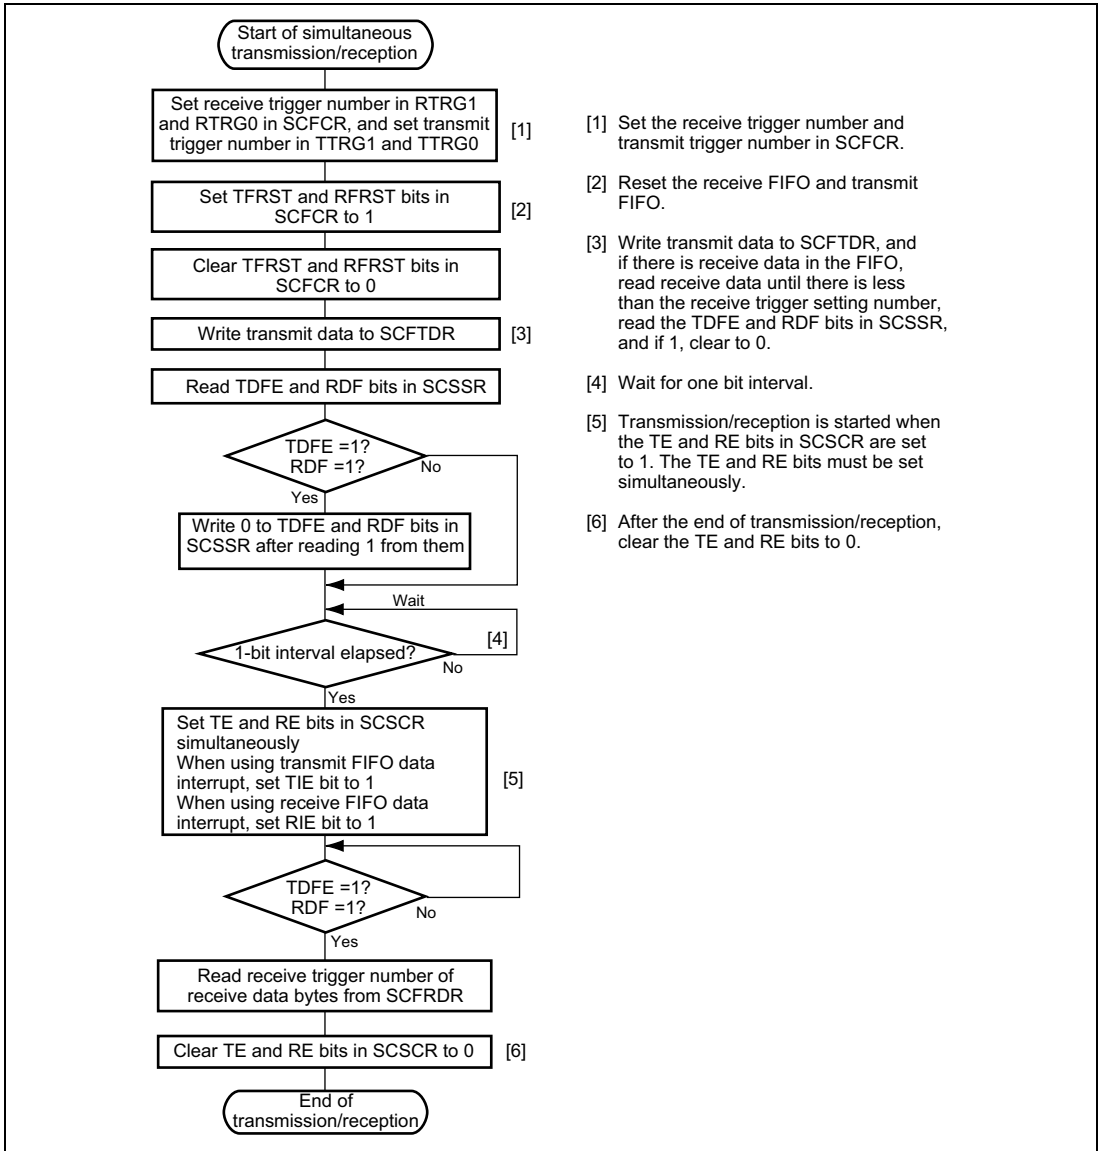 Start of simultaneous
transmission/reception
Set receive trigger number in RTRG1
and RTRG0 in SCFCR, and set transmit
trigger number in TTRG1 and TTRG0
[1]
Set TFRST and RFRST bits in
SCFCR to 1
[2]
Clear TFRST and RFRST bits in
SCFCR to 0
Write transmit data to SCFTDR
[3]
Read TDFE and RDF bits in SCSSR
TDFE =1?
RDF =1?
No
Yes
Write 0 to TDFE and RDF bits in
SCSSR after reading 1 from them
Wait
1-bit interval elapsed?
[4]
No
Yes
Set TE and RE bits in SCSCR
simultaneously
When using transmit FIFO data
interrupt, set TIE bit to 1
When using receive FIFO data
interrupt, set RIE bit to 1
[5]
TDFE =1?
RDF =1?
No
Yes
Read receive trigger number of
receive data bytes from SCFRDR
Clear TE and RE bits in SCSCR to 0
[6]
End of
transmission/reception
[1] Set the receive trigger number and
transmit trigger number in SCFCR.
[2] Reset the receive FIFO and transmit
FIFO.
[3] Write transmit data to SCFTDR, and
if there is receive data in the FIFO,
read receive data until there is less
than the receive trigger setting number,
read the TDFE and RDF bits in SCSSR,
and if 1, clear to 0.
[4] Wait for one bit interval.
[5] Transmission/reception is started when
the TE and RE bits in SCSCR are set
to 1. The TE and RE bits must be set
simultaneously.
[6] After the end of transmission/reception,
clear the TE and RE bits to 0.